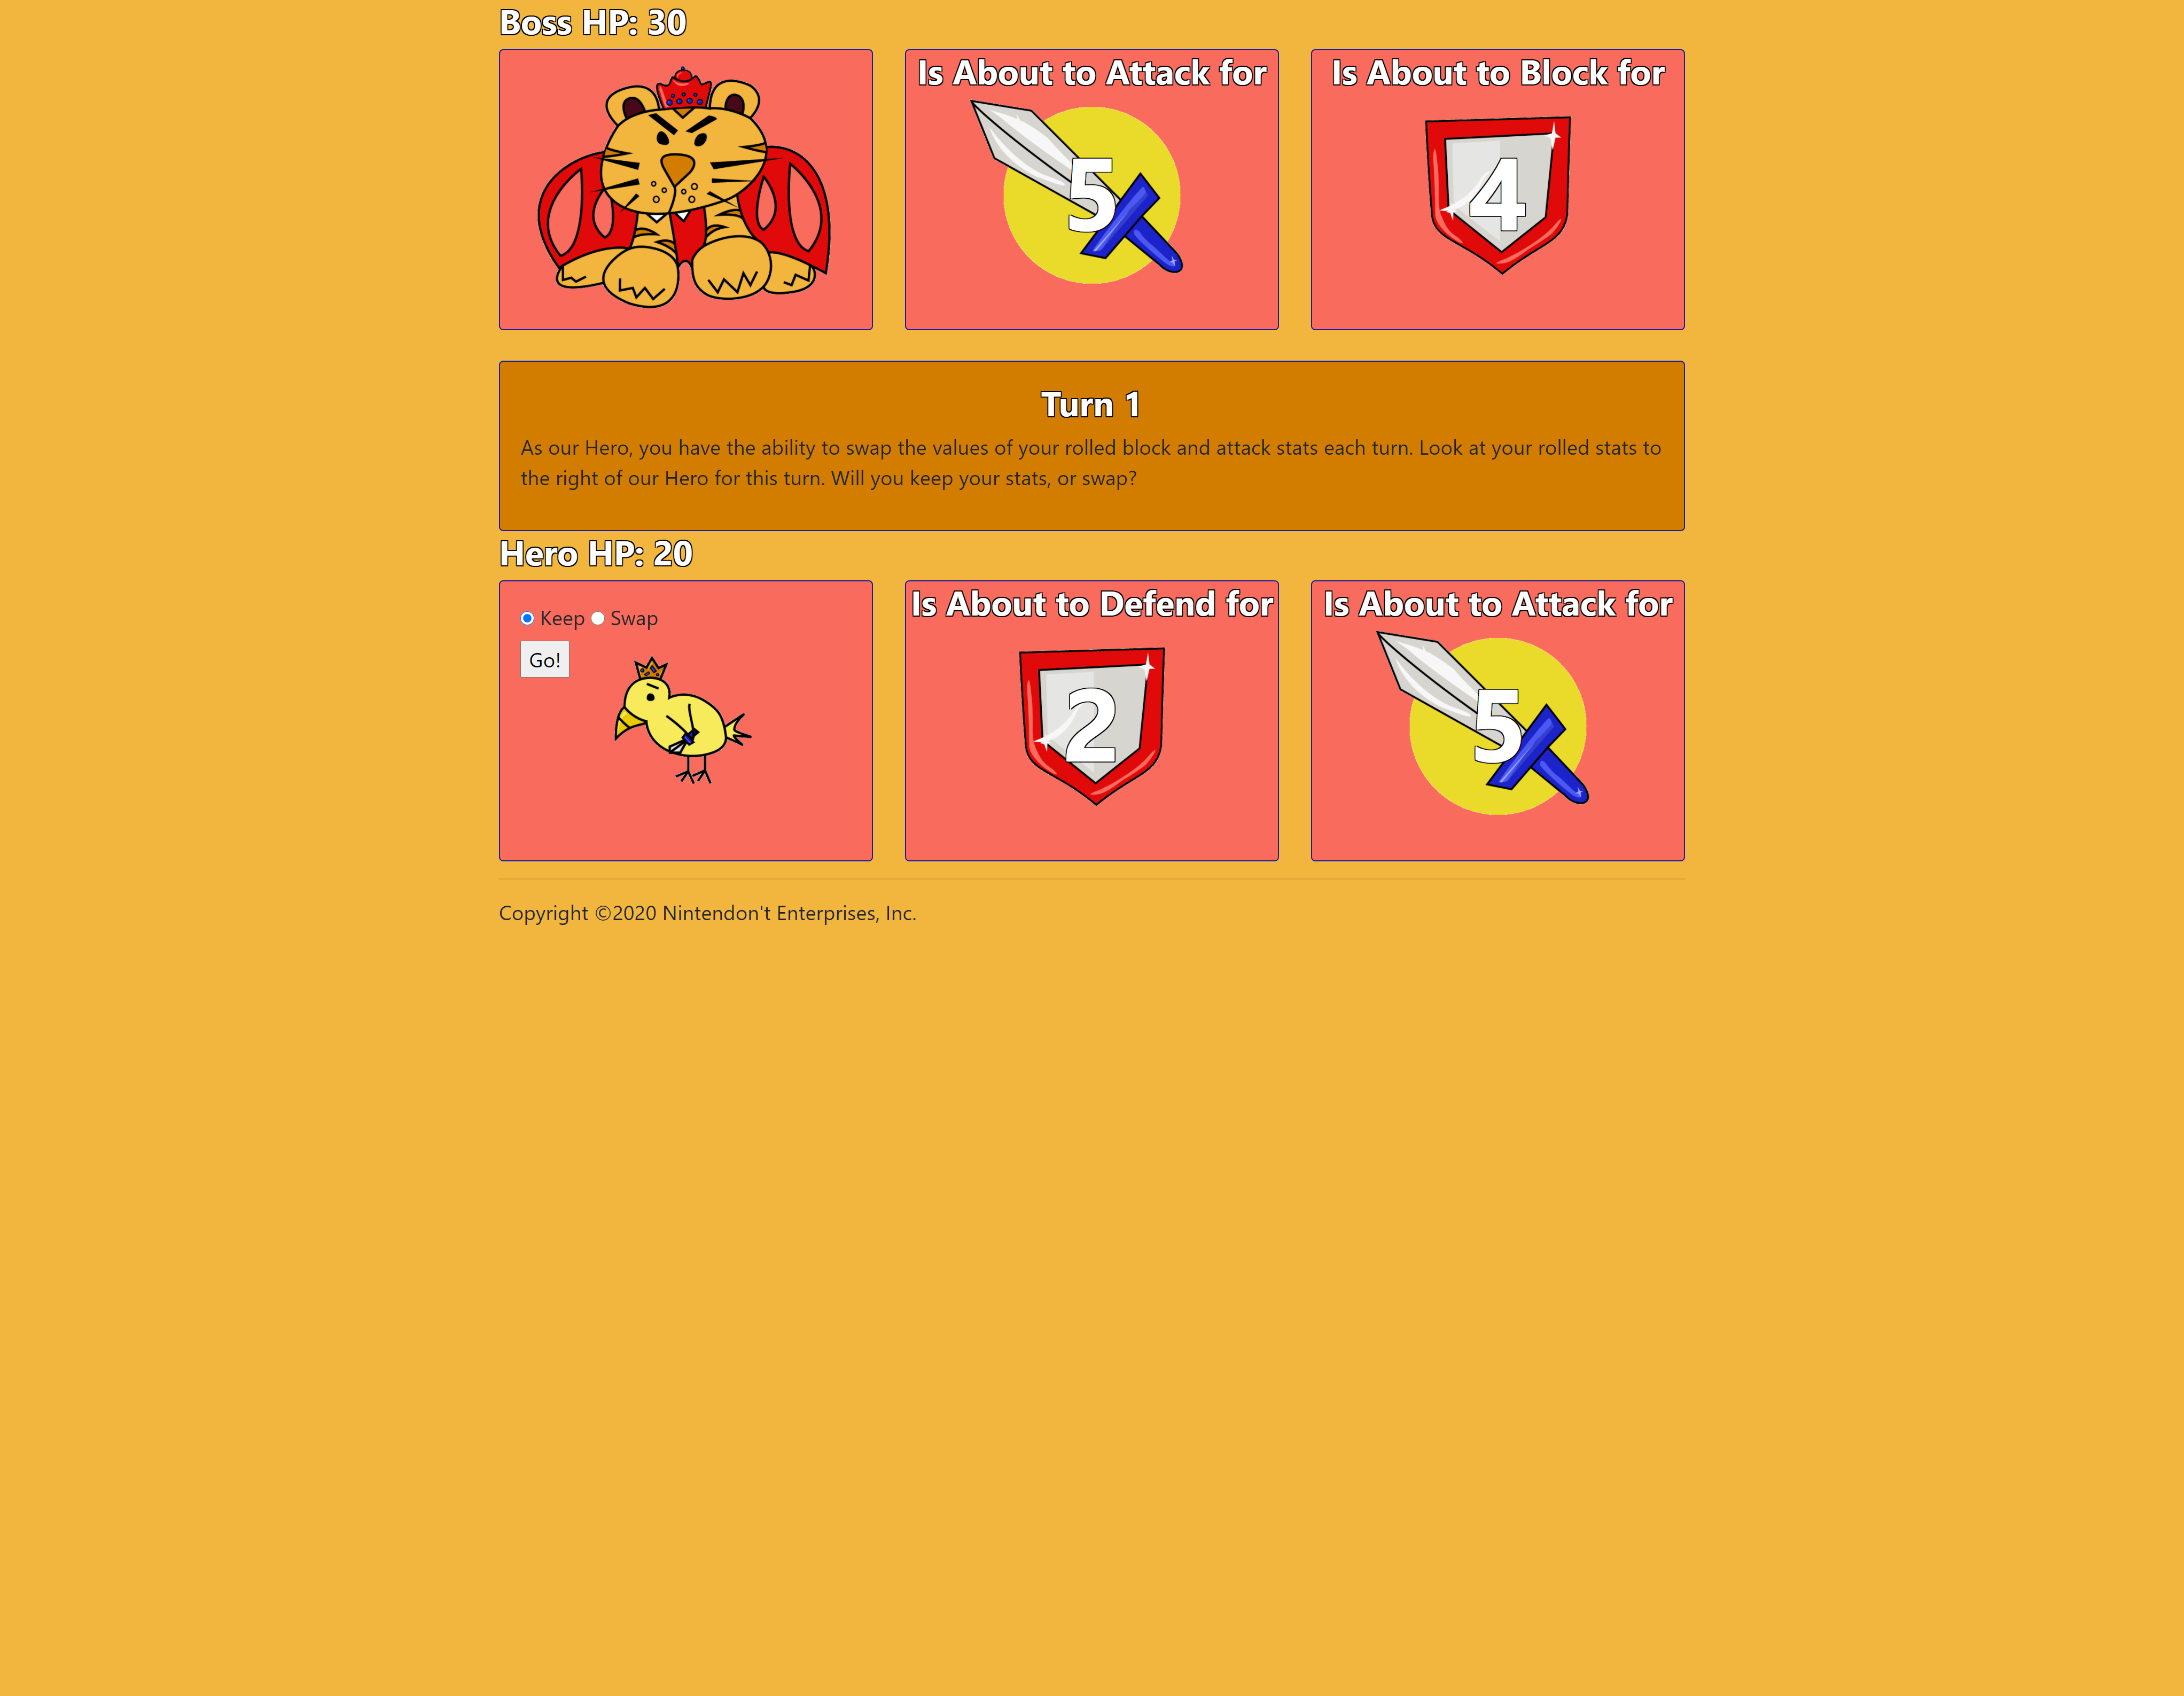 Boss HP: 30
Is About to Attack for
5
Is About to Block for
4
Turn 1
As our Hero, you have the ability to swap the values of your rolled block and attack stats each turn. Look at your rolled stats to
the right of our Hero for this turn. Will you keep your stats, or swap?
Hero HP: 20
Keep Swap
Go!
Is About to Defend for
2
Is About to Attack for
5
Copyright ©2020 Nintendon't Enterprises, Inc.